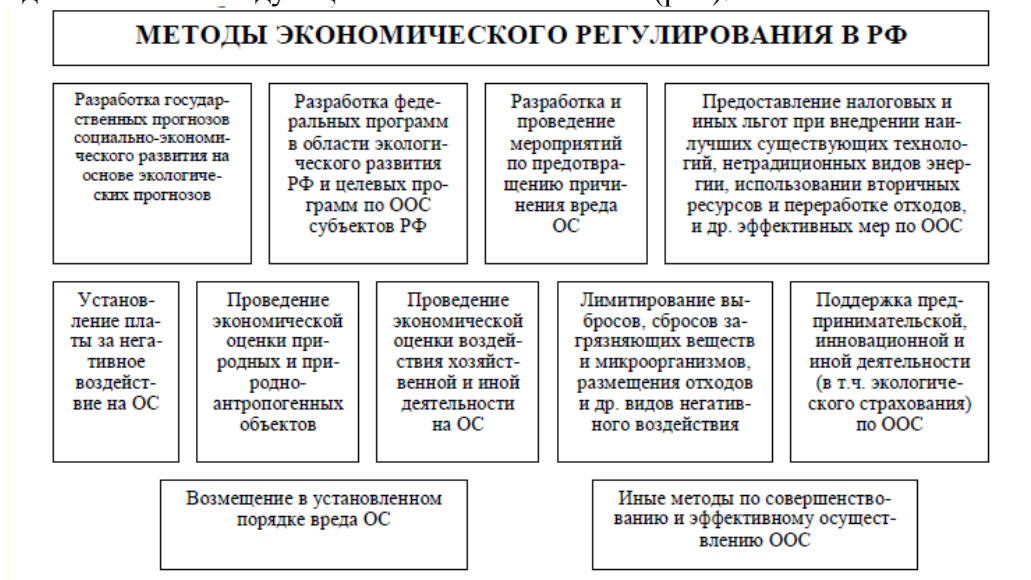 МЕТОДЫ ЭКОНОМИЧЕСКОГО РЕГУЛИРОВАНИЯ В РФ
Разработка государ-
ственных прогнозов
социально-экономи-
ческого развития на
основе экологиче-
ских прогнозов
Разработка феде-
ральных программ
в области экологи-
ческого развития
РФ и целевых про-
грамм по ООС
субъектов РФ
Разработка и
проведение
мероприятий
по предотвра-
щению причи-
нения вреда
ОС
Предоставление налоговых и
иных льгот при внедрении наи-
лучших существующих техноло-
гий, нетрадиционных видов энер-
гии, использовании вторичных
ресурсов и переработке отходов,
и др. эффективных мер по ООС
Установ-
ление пла-
ты за нега-
тивное
воздейст-
вие на ОС
Проведение
экономической
оценки при-
родных и при-
родно-
антропогенных
объектов
Проведение
экономической
оценки воздей-
ствия хозяйст-
венной и иной
деятельности
на ОС
Лимитирование вы-
бросов, сбросов за-
грязняющих веществ
и микроорганизмов,
размещения отходов
и др. видов негатив-
ного воздействия
Поддержка пред-
принимательской,
инновационной и
иной деятельности
(в т.ч. экологиче-
ского страхования)
по ООС
Возмещение в установленном
порядке вреда ОС
Иные методы по совершенство-
ванию и эффективному осущест-
влению ООС